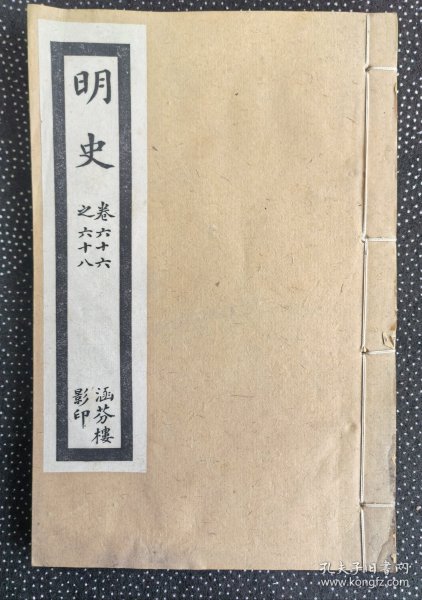 明史
卷六十六
之六十八
涵芬樓
影印
孔夫子旧书网
www.kongfz.com